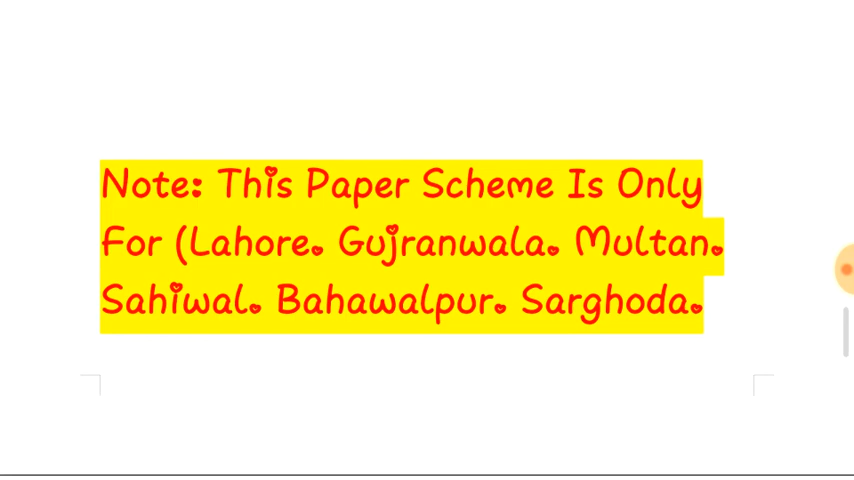 Note: This Paper Scheme Is Only
For (Lahore. Gujranwala. Multan.
Sahiwal. Bahawalpur. Sarghoda.